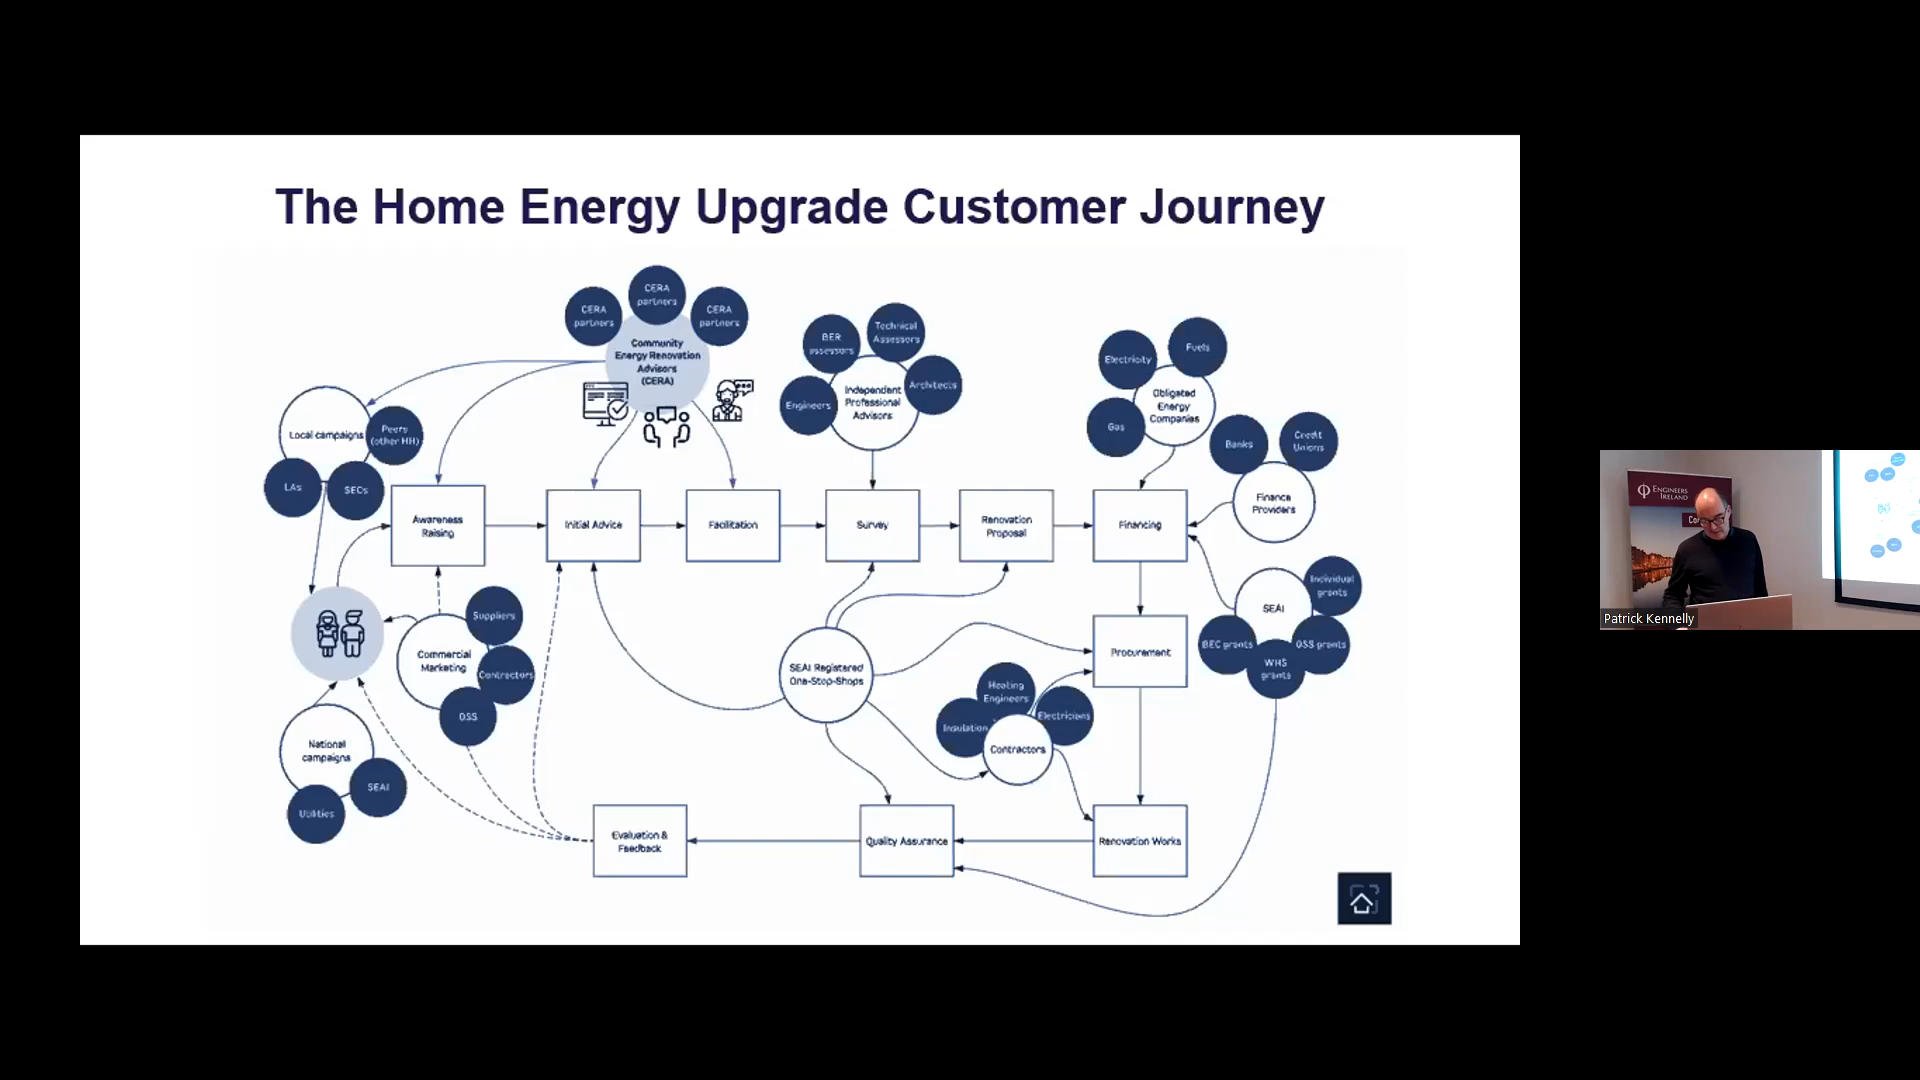 The Home Energy Upgrade Customer Journey
CERA
partners
CERA
partners
CERA
partners
Community
Energy Renovation
Advisors
(CERA)
BER
assessors
Technical
Assessors
Engineers
Architects
Independent
Professional
Advisors
Electricity
Fuels
Gas
Obligated
Energy
Companies
Banks
Credit
Unions
Finance
Providers
Local campaigns
Peers
(other HH)
LAs
SECs
Awareness
Raising
Initial Advice
Facilitation
Survey
Renovation
Proposal
Financing
SEAI
Individual
grants
BEC grants
WHS
grants
OSS grants
Suppliers
Commercial
Marketing
Contractors
OSS
SEAI Registered
One-Stop-Shops
Procurement
Heating
Engineers
Insulation
Electricians
Contractors
National
campaigns
SEAI
Utilities
Evaluation &
Feedback
Quality Assurance
Renovation Works
ENGINEERS
IRELAND
Patrick Kennelly